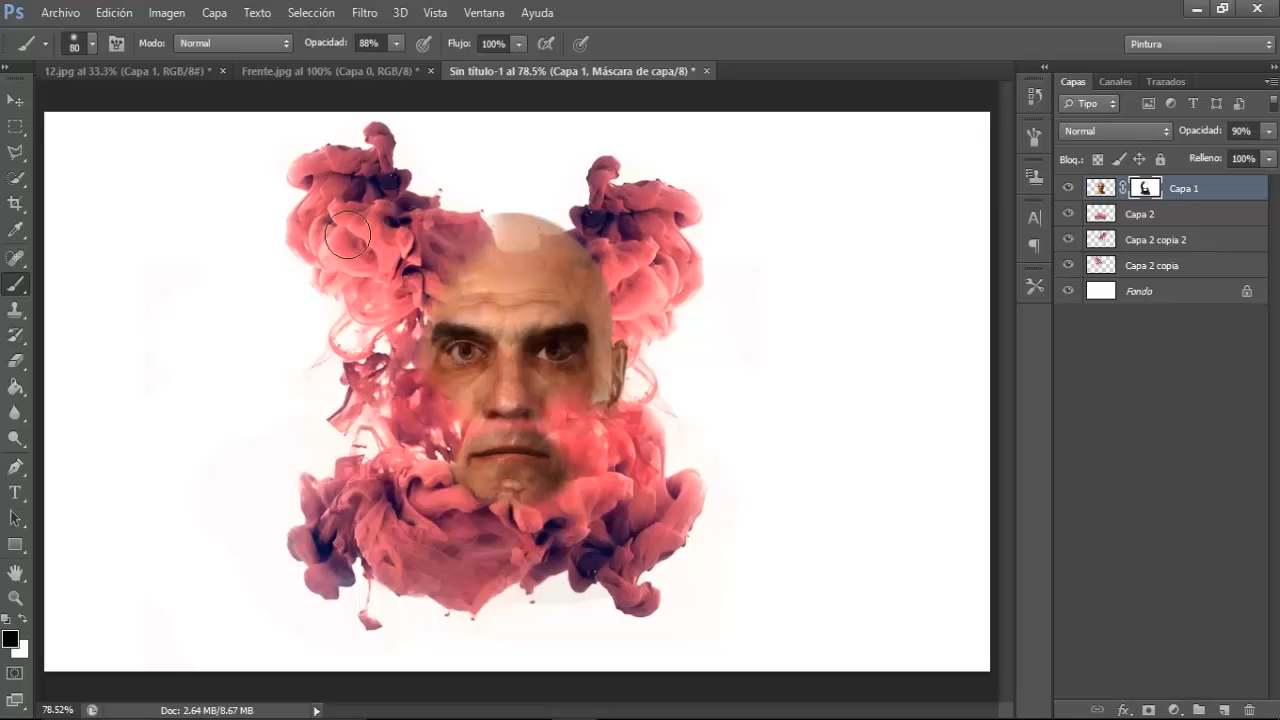 Ps Archivo Edición Imagen Capa Texto Selección Filtro 3D Vista Ventana Ayuda
80 Modo: Normal Opacidad: 88% Flujo: 100% Pintura
12.jpg al 33.3% (Capa 1, RGB/8#) * × Frente.jpg al 100% (Capa 0, RGB/8) * × Sin título-1 al 78.5% (Capa 1, Máscara de capa/8) * ×
Capas Canales Trazados
Tipo
Normal Opacidad: 90%
Bloq.: Relleno: 100%
Capa 1
Capa 2
Capa 2 copia 2
Capa 2 copia
Fondo
78.52% Doc: 2.64 MB/8.67 MB